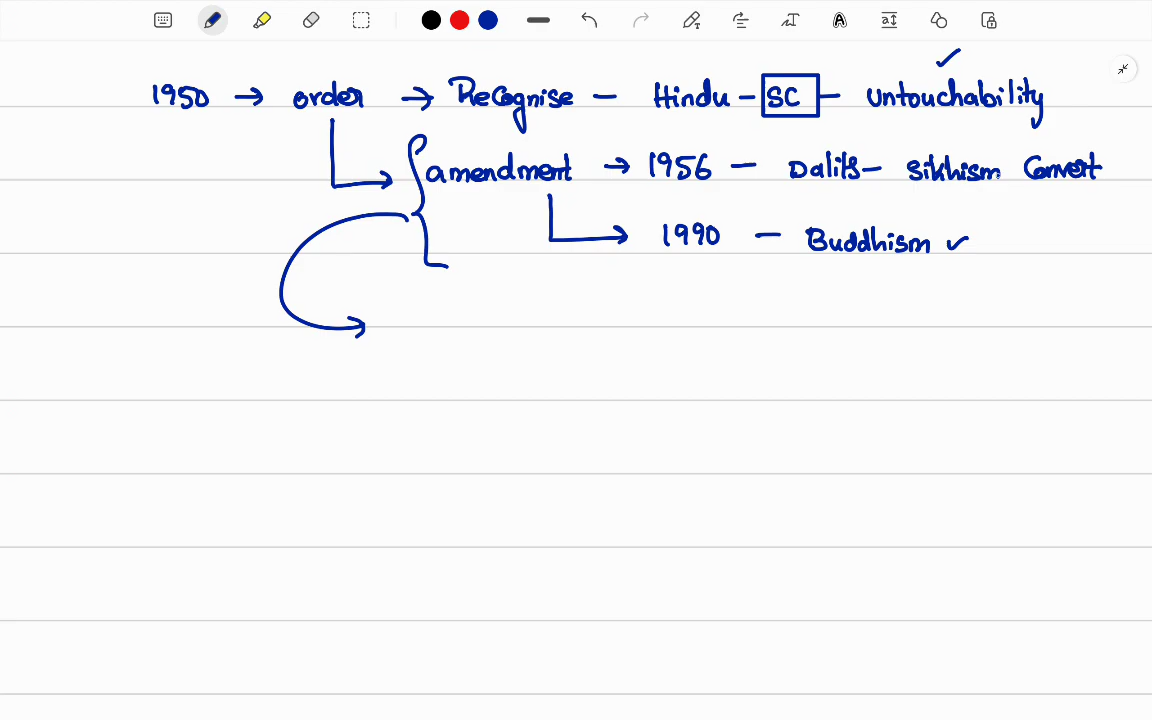 1950 → order → Recognise - Hindu - SC - Untouchability ✓
amendment → 1956 - Dalits - Sikhism Convert
1990 - Buddhism ✓